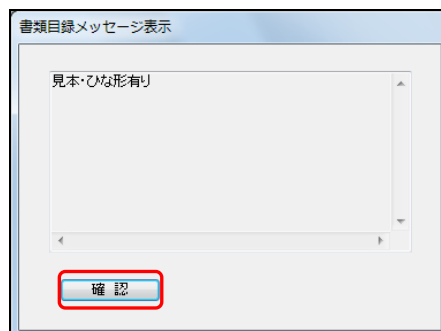 書類目録メッセージ表示
見本・ひな形有り
確 認